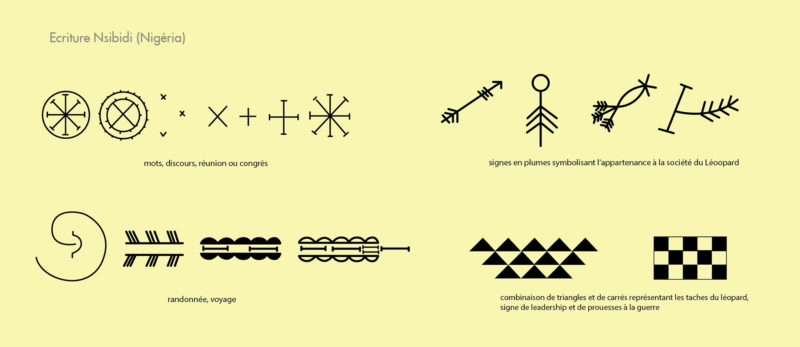 Ecriture Nsibidi (Nigéria)
mots, discours, réunion ou congrès
signes en plumes symbolisant l'appartenance à la société du Léoopard
randonnée, voyage
combinaison de triangles et de carrés représentant les taches du léopard,
signe de leadership et de prouesses à la guerre